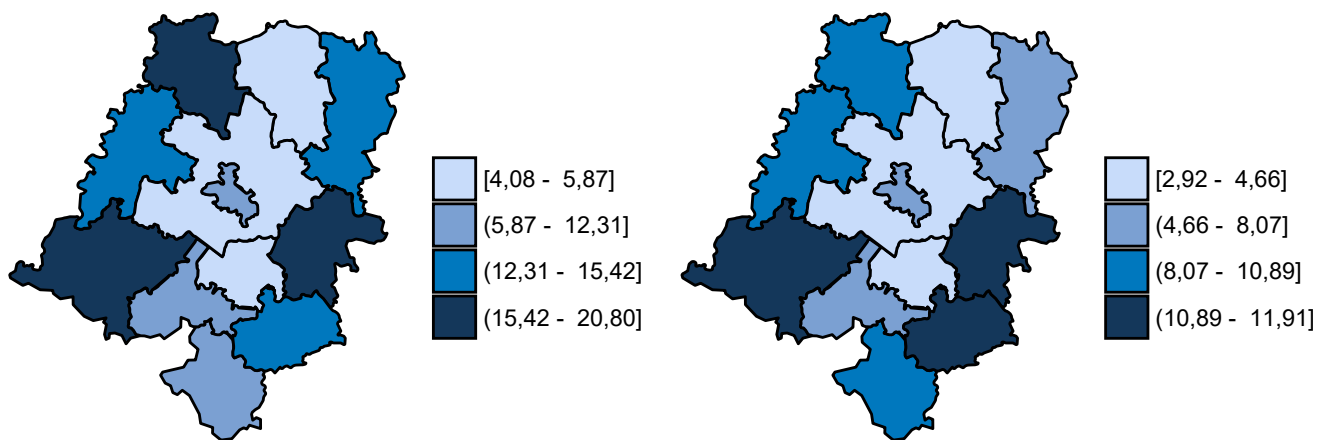 [4,08 - 5,87]
(5,87 - 12,31]
(12,31 - 15,42]
(15,42 - 20,80]
[2,92 - 4,66]
(4,66 - 8,07]
(8,07 - 10,89]
(10,89 - 11,91]